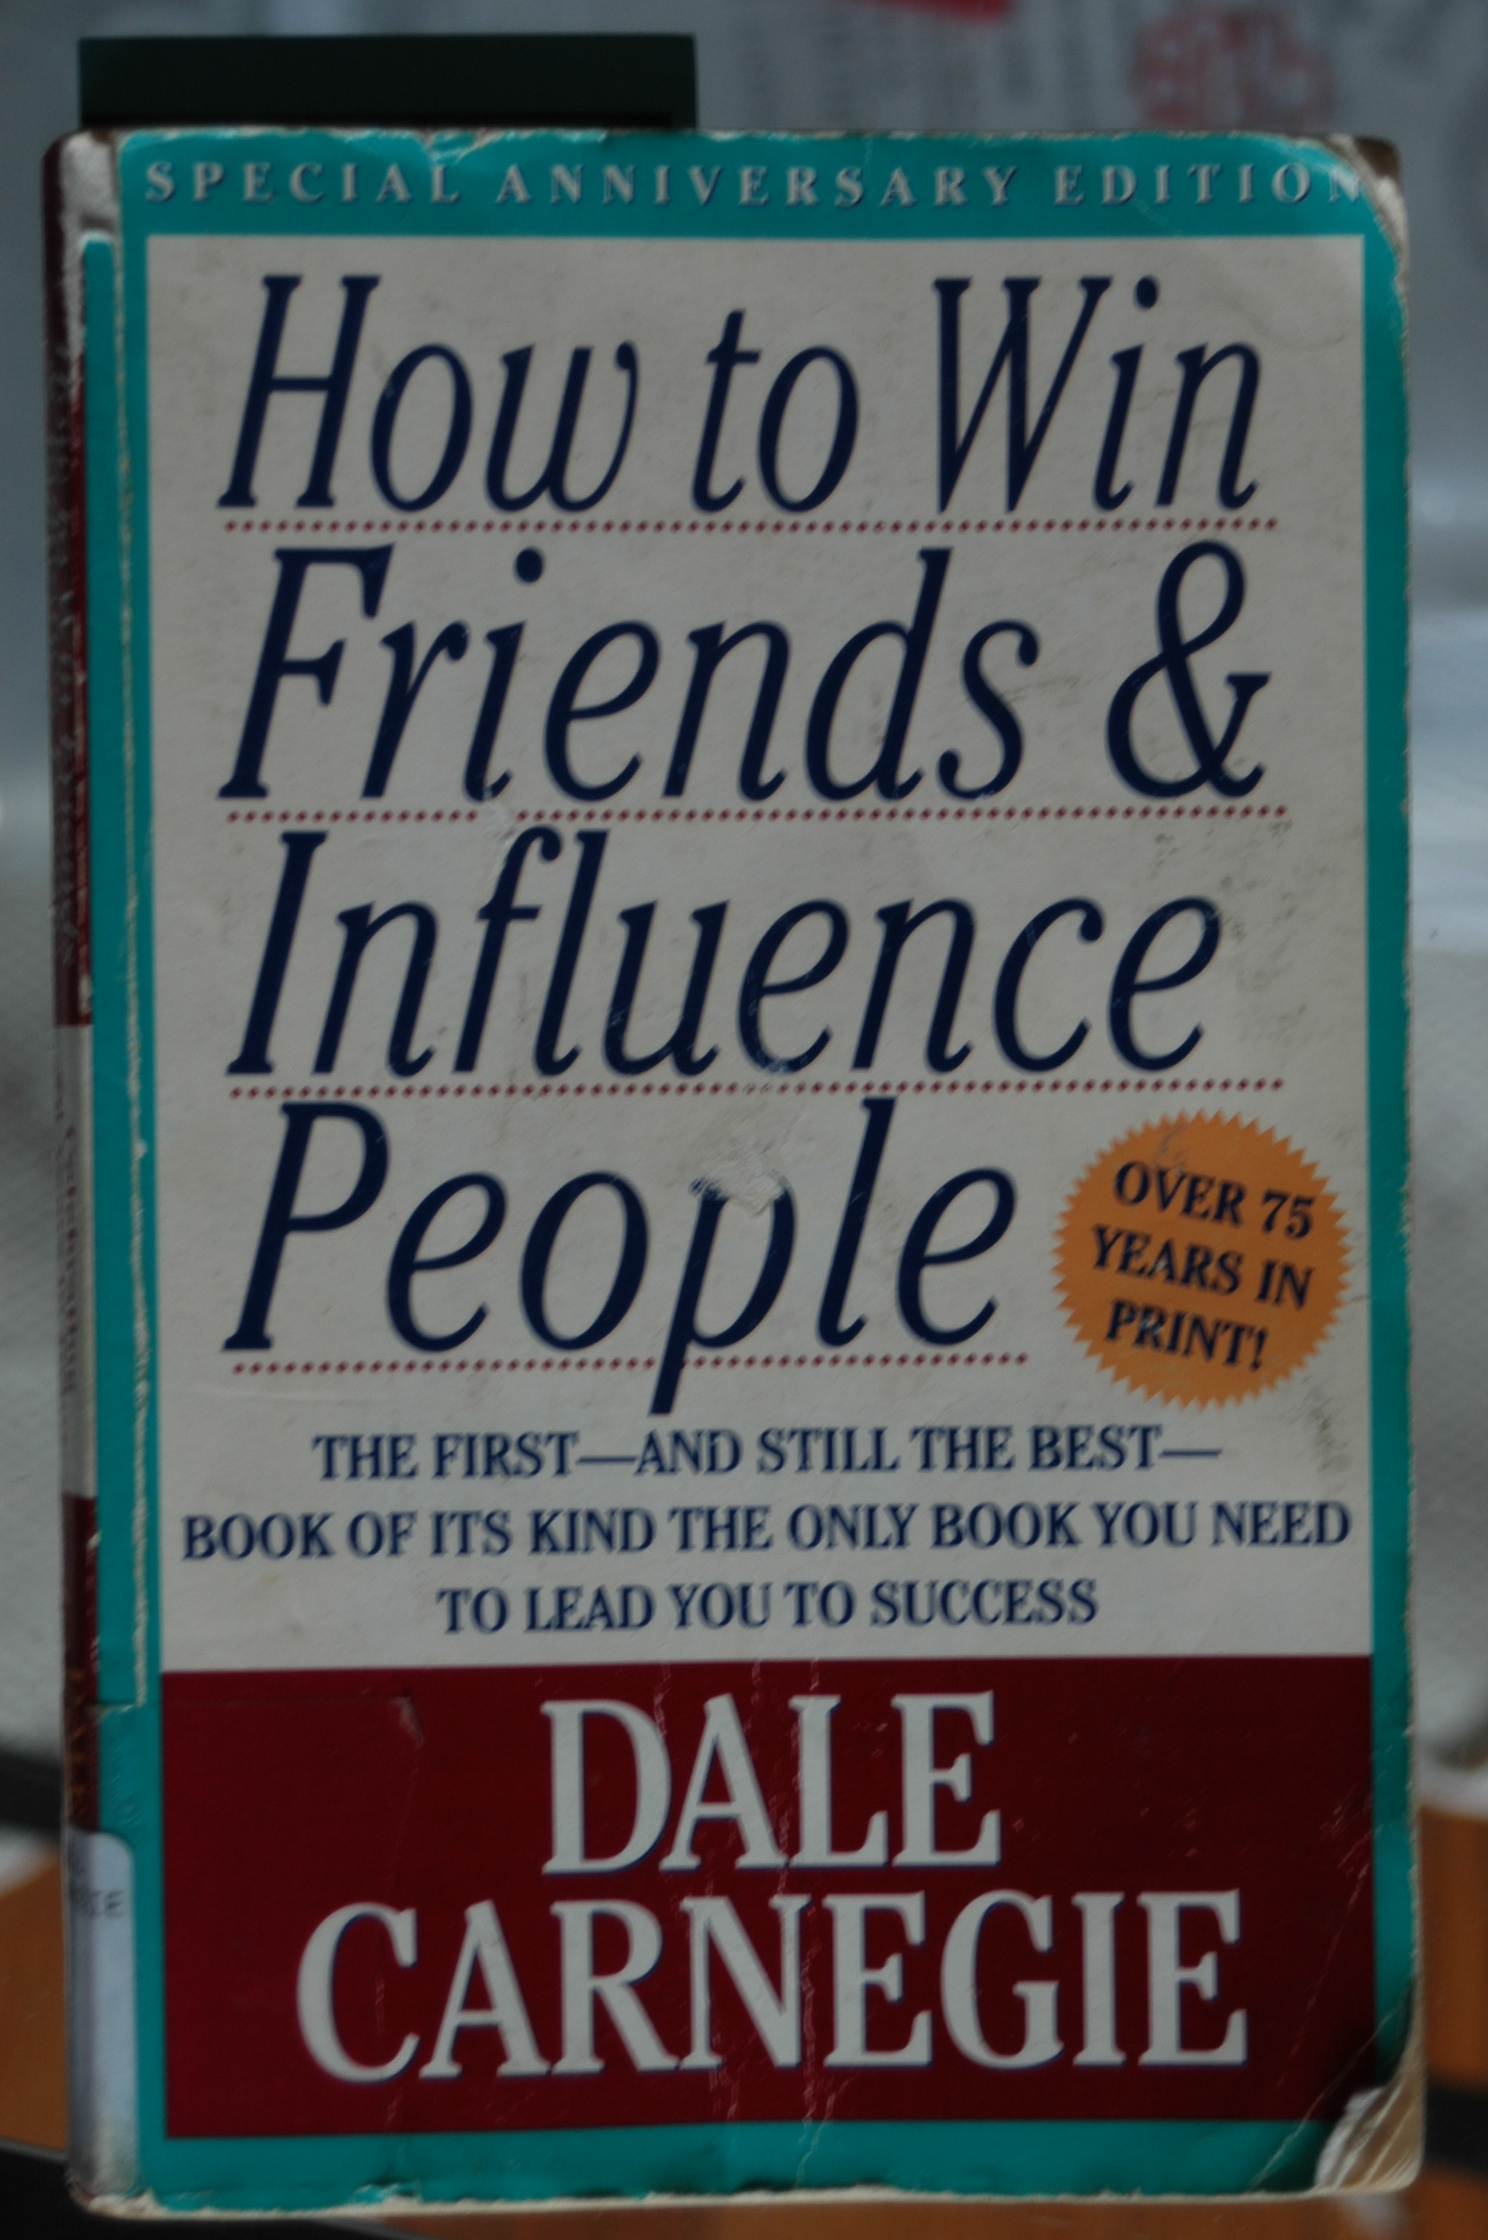 SPECIAL ANNIVERSARY EDITION
How to Win
Friends &
Influence
People
OVER 75
YEARS IN
PRINT!
THE FIRST—AND STILL THE BEST—
BOOK OF ITS KIND THE ONLY BOOK YOU NEED
TO LEAD YOU TO SUCCESS
DALE
CARNEGIE